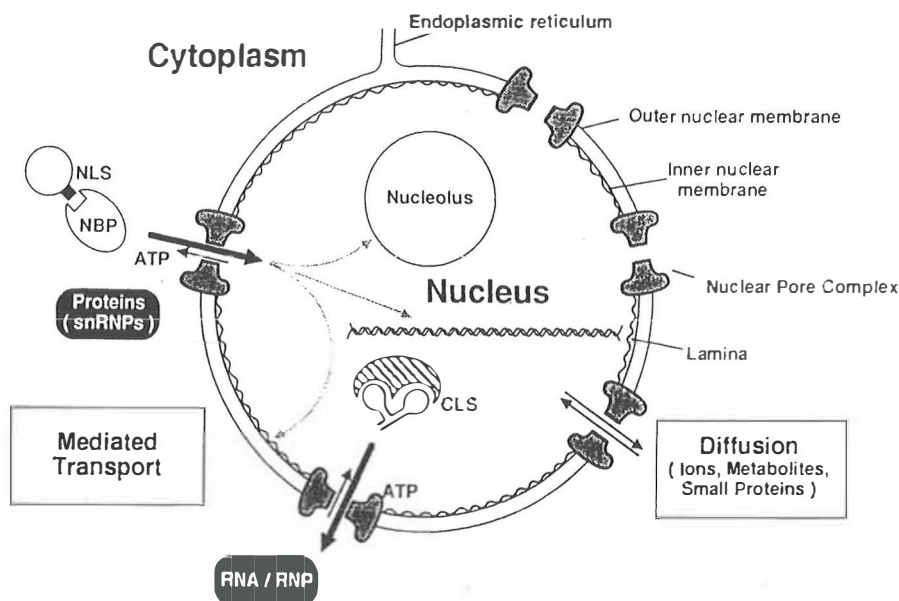 Endoplasmic reticulum
Cytoplasm
Outer nuclear membrane
Inner nuclear
membrane
NLS
Nucleolus
NBP
ATP
Proteins
(snRNPs)
Nucleus
Nuclear Pore Complex
Lamina
CLS
Mediated
Transport
Diffusion
( Ions, Metabolites,
Small Proteins )
ATP
RNA / RNP